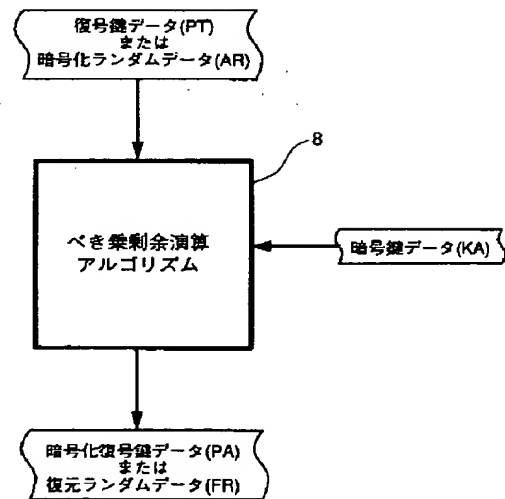 復号鍵データ(PT)
または
暗号化ランダムデータ(AR)
8
べき乗剰余演算
アルゴリズム
暗号鍵データ(KA)
暗号化復号鍵データ(PA)
または
復元ランダムデータ(FR)